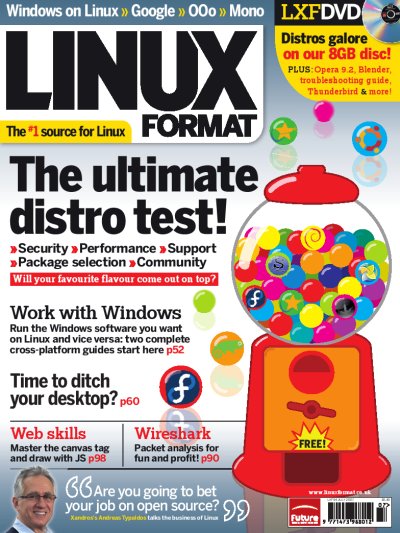 Windows on Linux » Google » OOo » Mono
LXFDVD
Distros galore
on our 8GB disc!
PLUS: Opera 9.2, Blender,
troubleshooting guide,
Thunderbird & more!
LINUX
FORMAT
The #1 source for Linux
The ultimate
distro test!
»Security »Performance »Support
»Package selection »Community
Will your favourite flavour come out on top?
Work with Windows
Run the Windows software you want
on Linux and vice versa: two complete
cross-platform guides start here p52
Time to ditch
your desktop? p60
Web skills
Master the canvas tag
and draw with JS p98
Wireshark
Packet analysis for
fun and profit! p90
FREE!
“Are you going to bet
your job on open source?”
Xandros's Andreas Typaldos talks the business of Linux
www.linuxformat.co.uk
future
07
9 771473 968012